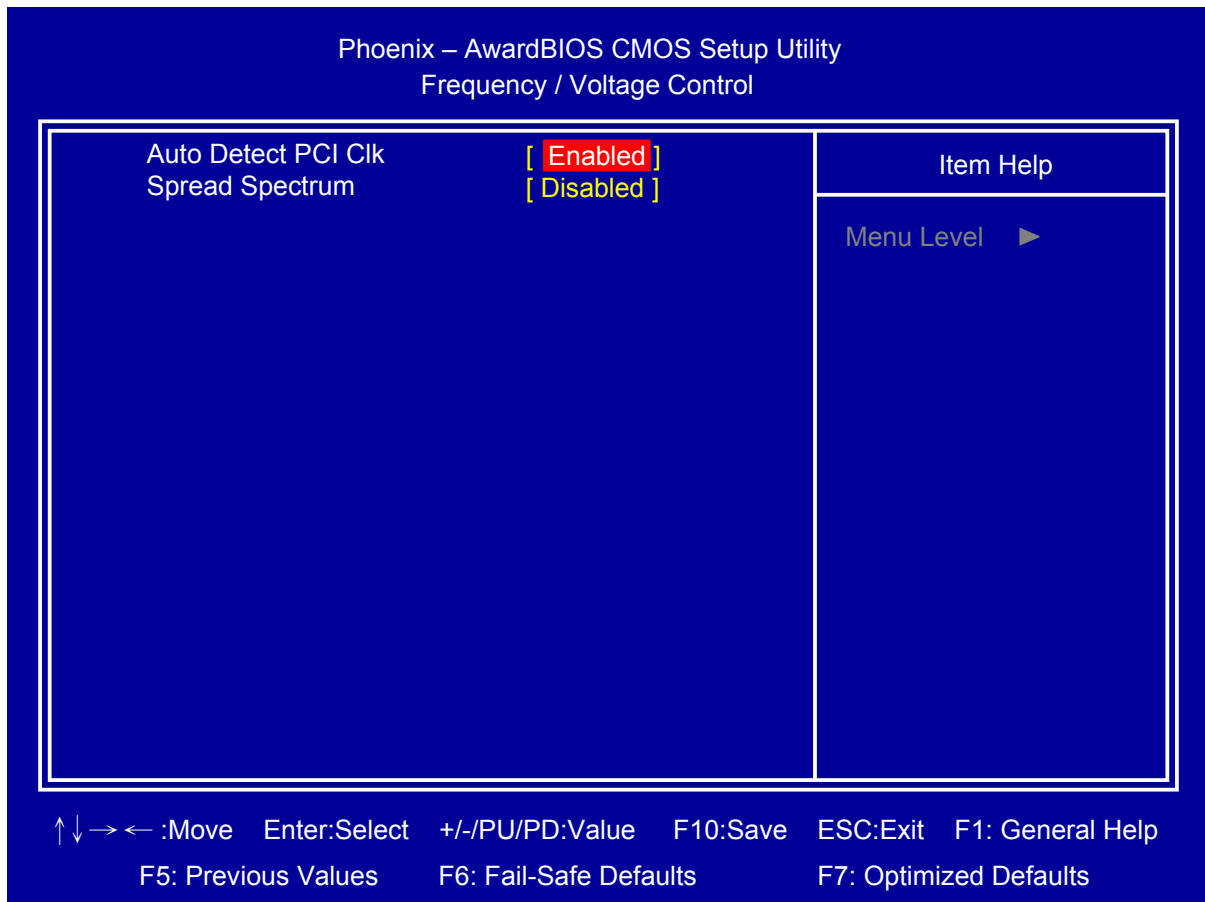 Phoenix – AwardBIOS CMOS Setup Utility
Frequency / Voltage Control
Auto Detect PCI Clk [ Enabled ]
Spread Spectrum [ Disabled ]
Item Help
Menu Level ►
↑↓→← :Move Enter:Select +/-/PU/PD:Value F10:Save ESC:Exit F1: General Help
F5: Previous Values F6: Fail-Safe Defaults F7: Optimized Defaults